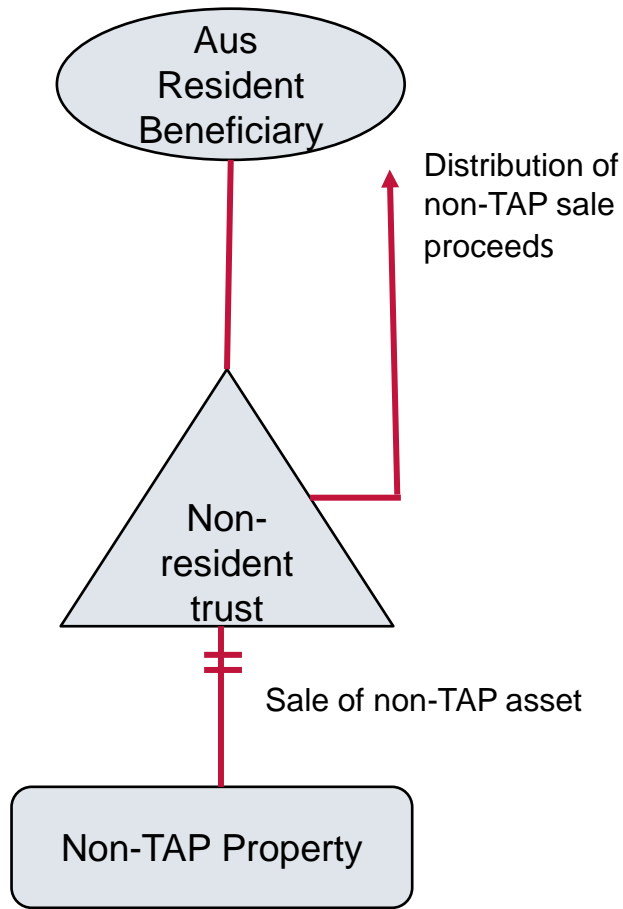 Aus
Resident
Beneficiary
Distribution of
non-TAP sale
proceeds
Non-
resident
trust
Sale of non-TAP asset
Non-TAP Property